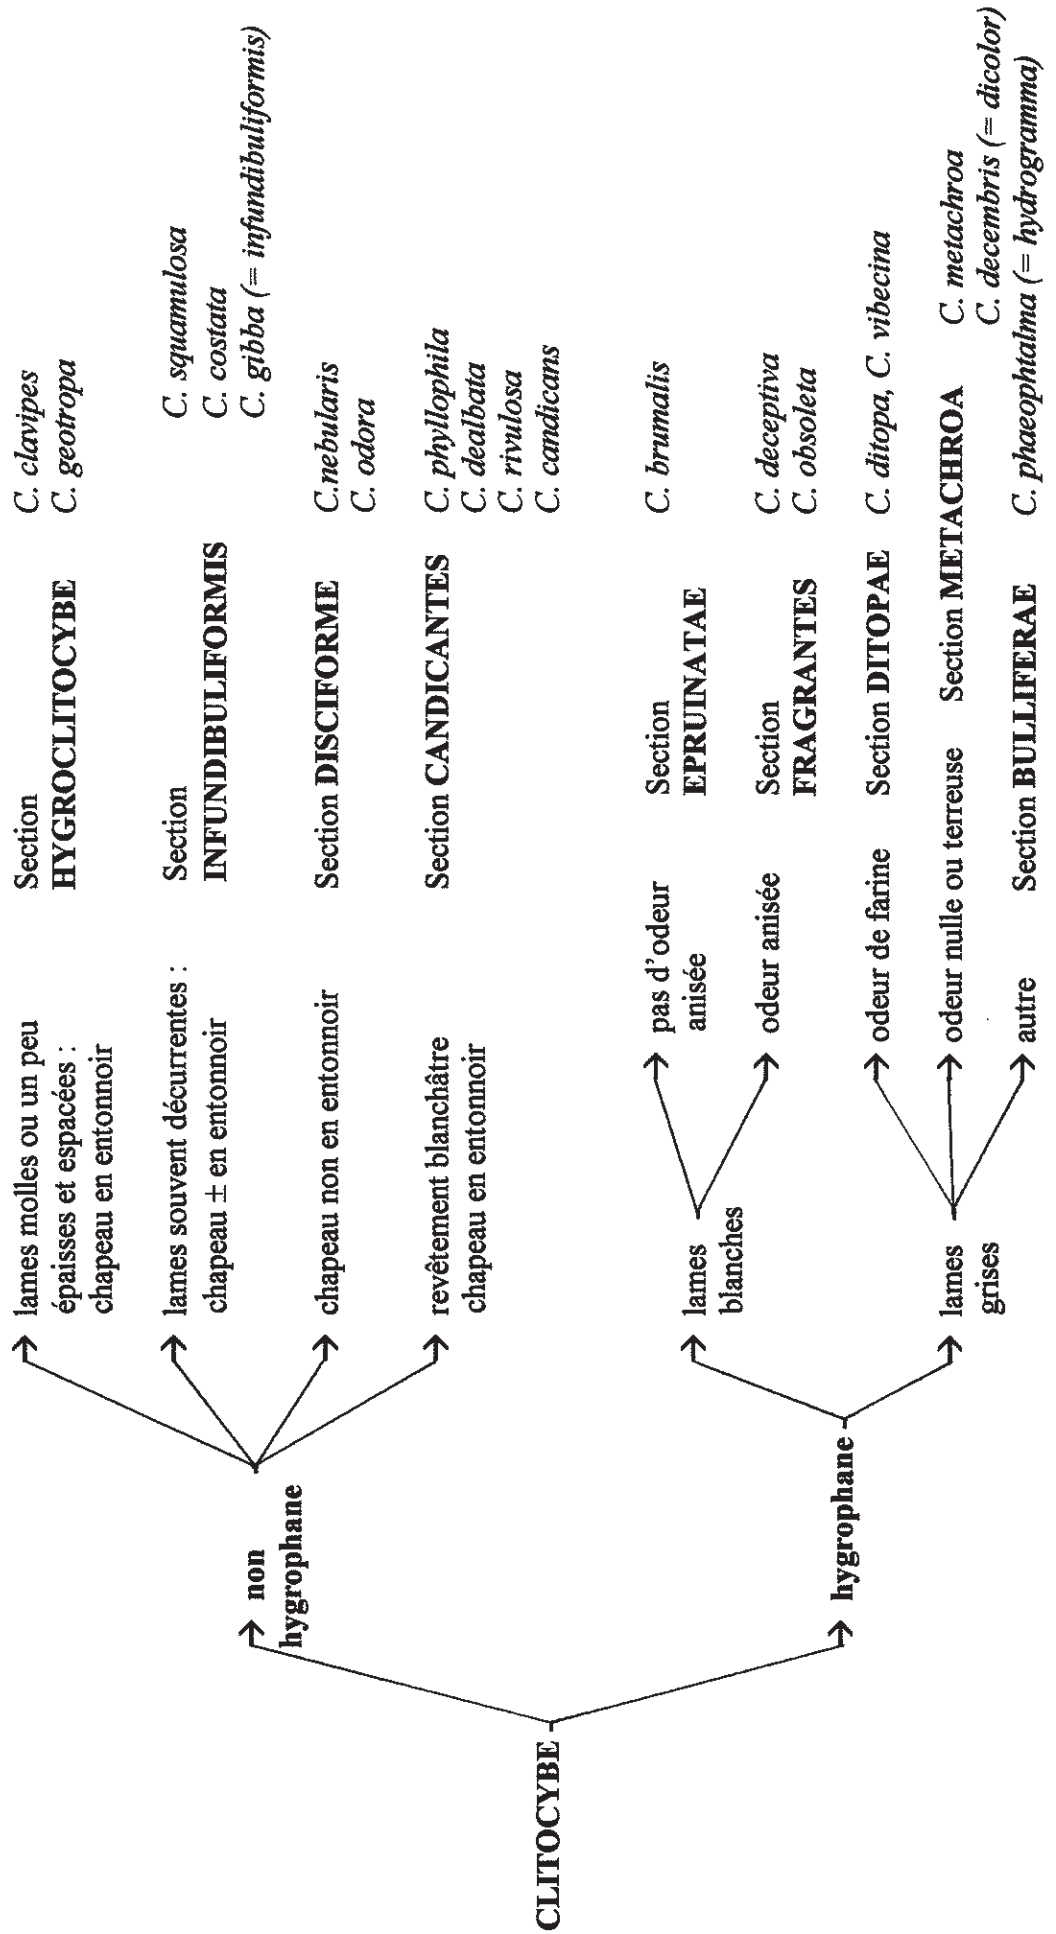 CLITOCYBE
non
hygrophane
lames molles ou un peu
épaisses et espacées :
chapeau en entonnoir
Section
HYGROCLITOCYBE
C. clavipes
C. geotropa
lames souvent décurrentes :
chapeau ± en entonnoir
Section
INFUNDIBULIFORMIS
C. squamulosa
C. costata
C. gibba (= infundibuliformis)
chapeau non en entonnoir
Section DISCIFORME
C.nebularis
C. odora
revêtement blanchâtre
chapeau en entonnoir
Section CANDICANTES
C. phyllophila
C. dealbata
C. rivulosa
C. candicans
hygrophane
lames
blanches
pas d'odeur
anisée
Section
EPRUINATAE
C. brumalis
odeur anisée
Section
FRAGRANTES
C. deceptiva
C. obsoleta
lames
grises
odeur de farine
Section DITOPAE
C. ditopa, C. vibecina
odeur nulle ou terreuse
Section METACHROA
C. metachroa
C. decembris (= dicolor)
autre
Section BULLIFERAE
C. phaeophtalma (= hydrogramma)